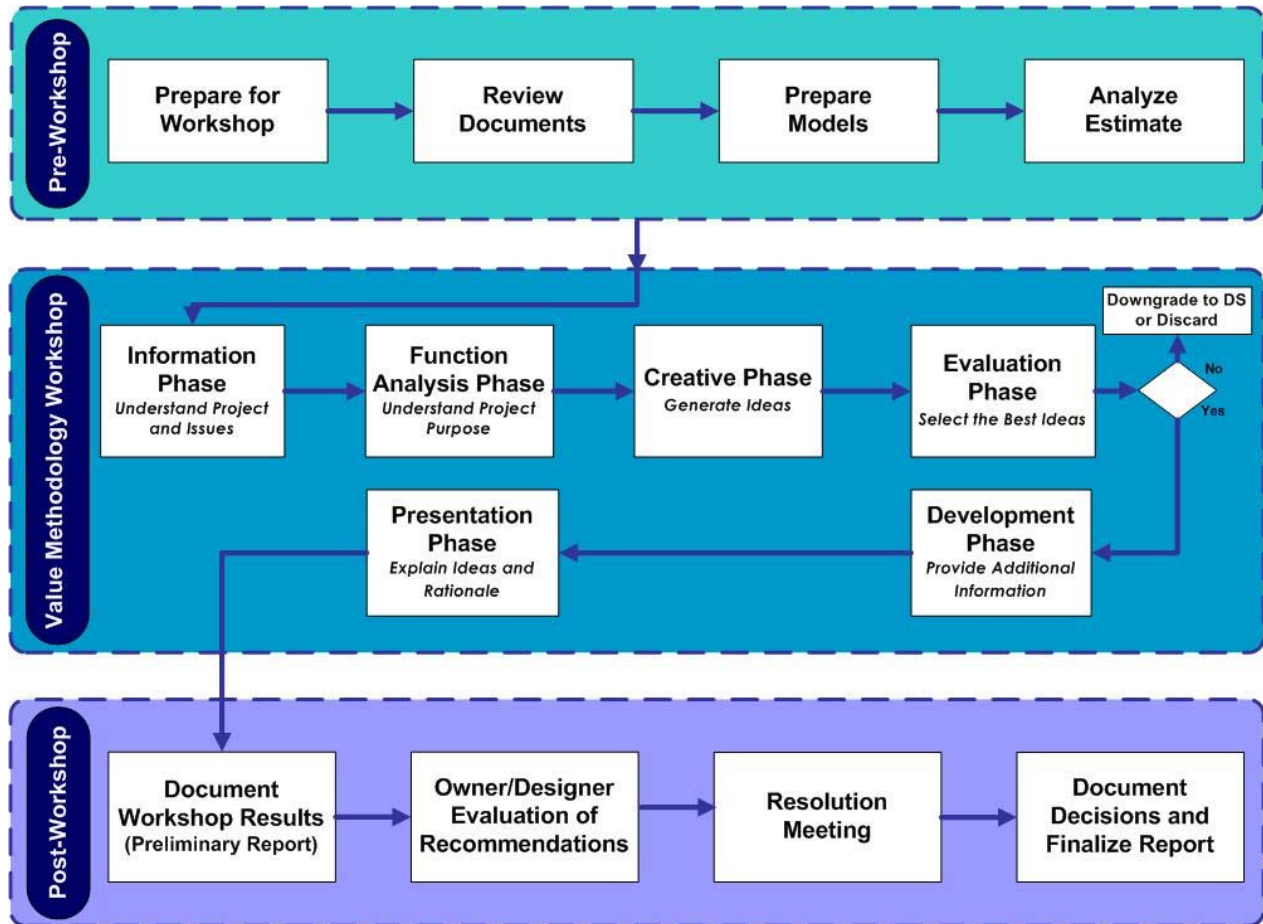 Pre-Workshop
Prepare for
Workshop
Review
Documents
Prepare
Models
Analyze
Estimate
Value Methodology Workshop
Information
Phase
Understand Project
and Issues
Function
Analysis Phase
Understand Project
Purpose
Creative Phase
Generate Ideas
Evaluation
Phase
Select the Best Ideas
Downgrade to DS
or Discard
No
Yes
Development
Phase
Provide Additional
Information
Presentation
Phase
Explain Ideas and
Rationale
Post-Workshop
Document
Workshop Results
(Preliminary Report)
Owner/Designer
Evaluation of
Recommendations
Resolution
Meeting
Document
Decisions and
Finalize Report